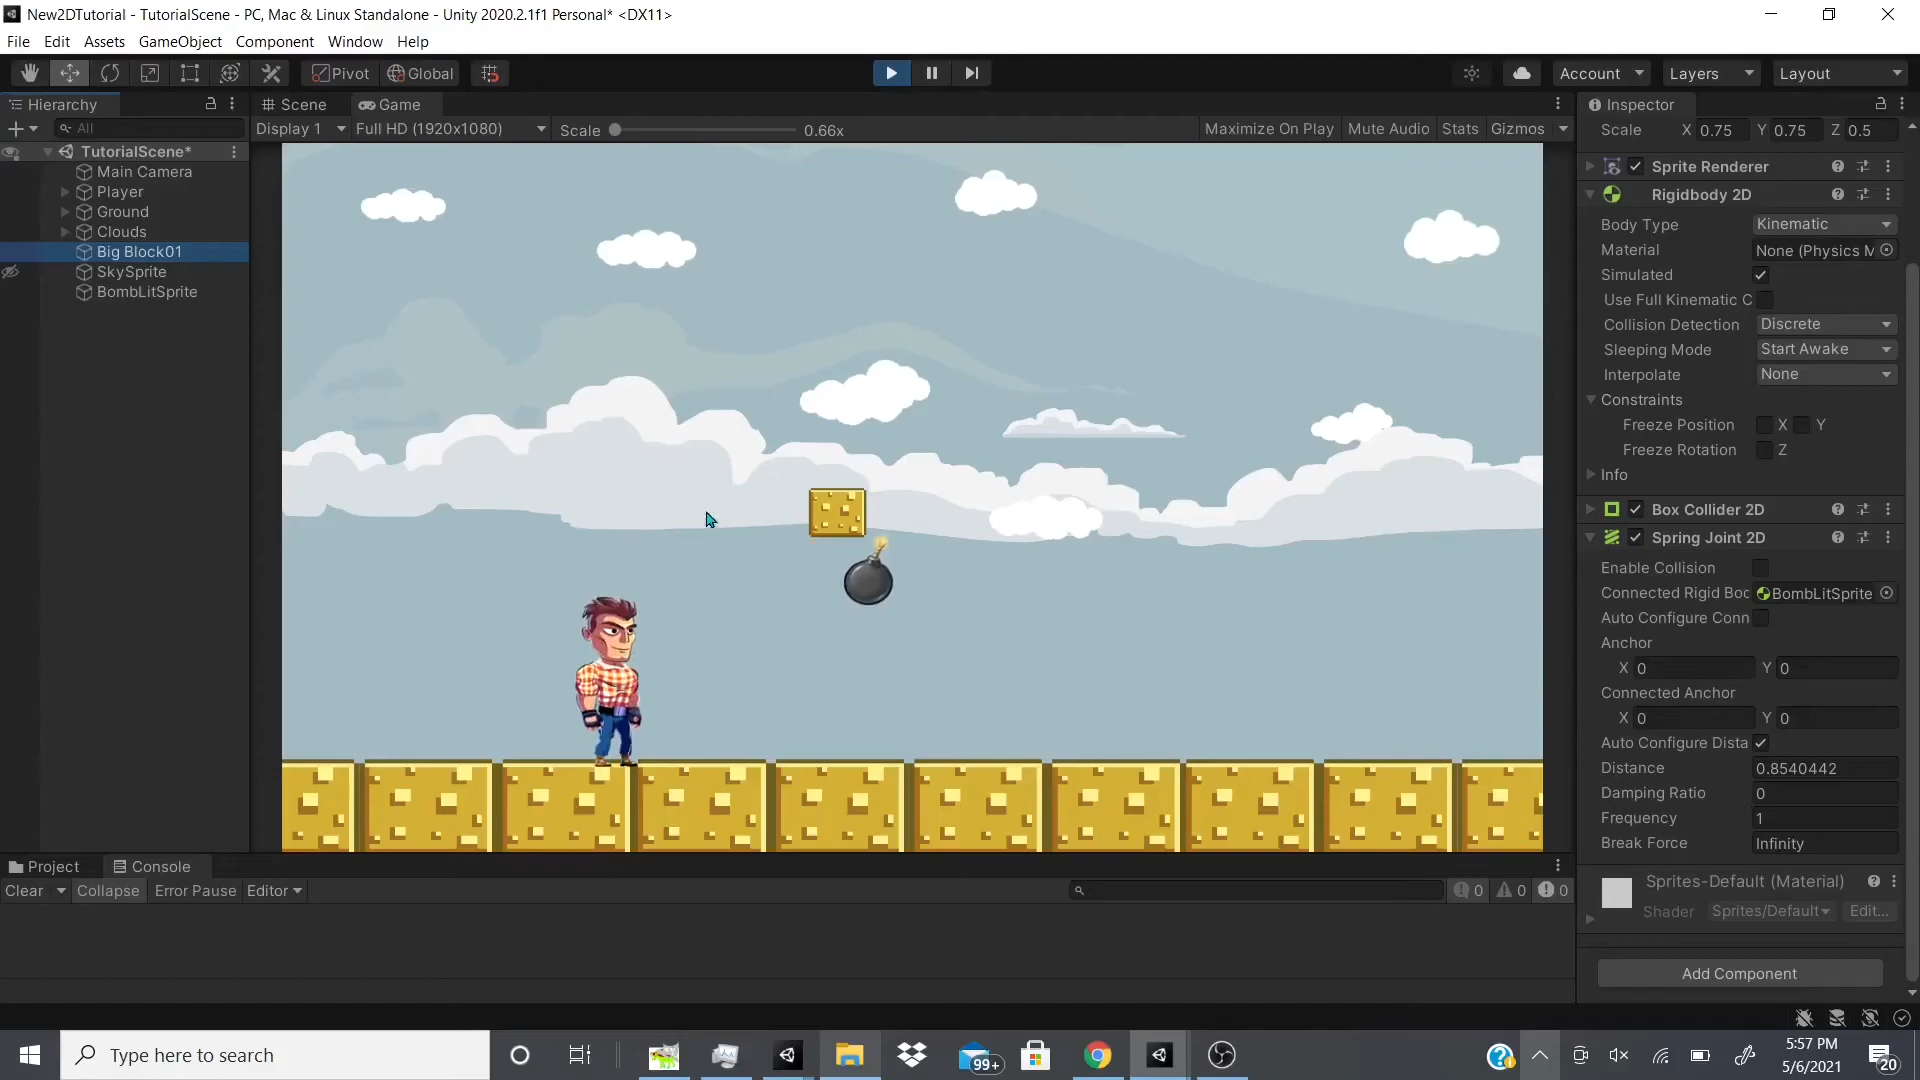 New2DTutorial - TutorialScene - PC, Mac & Linux Standalone - Unity 2020.2.1f1 Personal* <DX11>
File Edit Assets GameObject Component Window Help
Pivot Global Account Layers Layout
Hierarchy
All
TutorialScene*
Main Camera
Player
Ground
Clouds
Big Block01
SkySprite
BombLitSprite
Scene Game
Display 1 Full HD (1920x1080) Scale 0.66x Maximize On Play Mute Audio Stats Gizmos
Inspector
Scale X 0.75 Y 0.75 Z 0.5
Sprite Renderer
Rigidbody 2D
Body Type Kinematic
Material None (Physics M
Simulated
Use Full Kinematic C
Collision Detection Discrete
Sleeping Mode Start Awake
Interpolate None
Constraints
Freeze Position X Y
Freeze Rotation Z
Info
Box Collider 2D
Spring Joint 2D
Enable Collision
Connected Rigid Boc BombLitSprite
Auto Configure Conn
Anchor
X 0 Y 0
Connected Anchor
X 0 Y 0
Auto Configure Dista
Distance 0.8540442
Damping Ratio 0
Frequency 1
Break Force Infinity
Sprites-Default (Material)
Shader Sprites/Default Edit...
Add Component
Project Console
Clear Collapse Error Pause Editor 0 0 0
Type here to search
99+
5:57 PM
5/6/2021
20